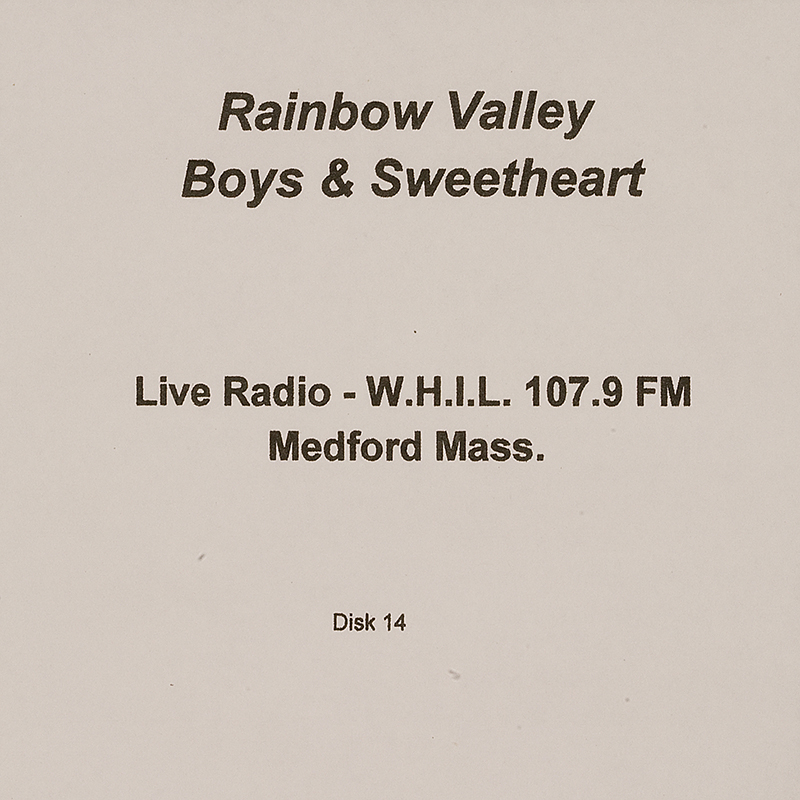 Rainbow Valley
Boys & Sweetheart
Live Radio - W.H.I.L. 107.9 FM
Medford Mass.
Disk 14